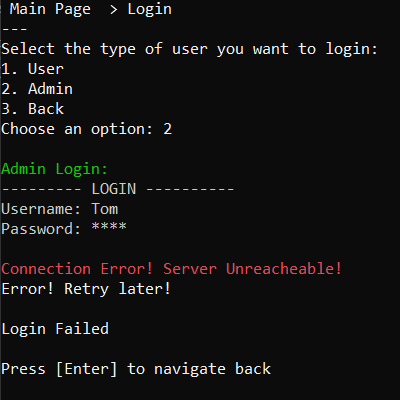 Main Page  > Login
---
Select the type of user you want to login:
1. User
2. Admin
3. Back
Choose an option: 2
Admin Login:
--------- LOGIN ----------
Username: Tom
Password: ****
Connection Error! Server Unreacheable!
Error! Retry later!
Login Failed
Press [Enter] to navigate back